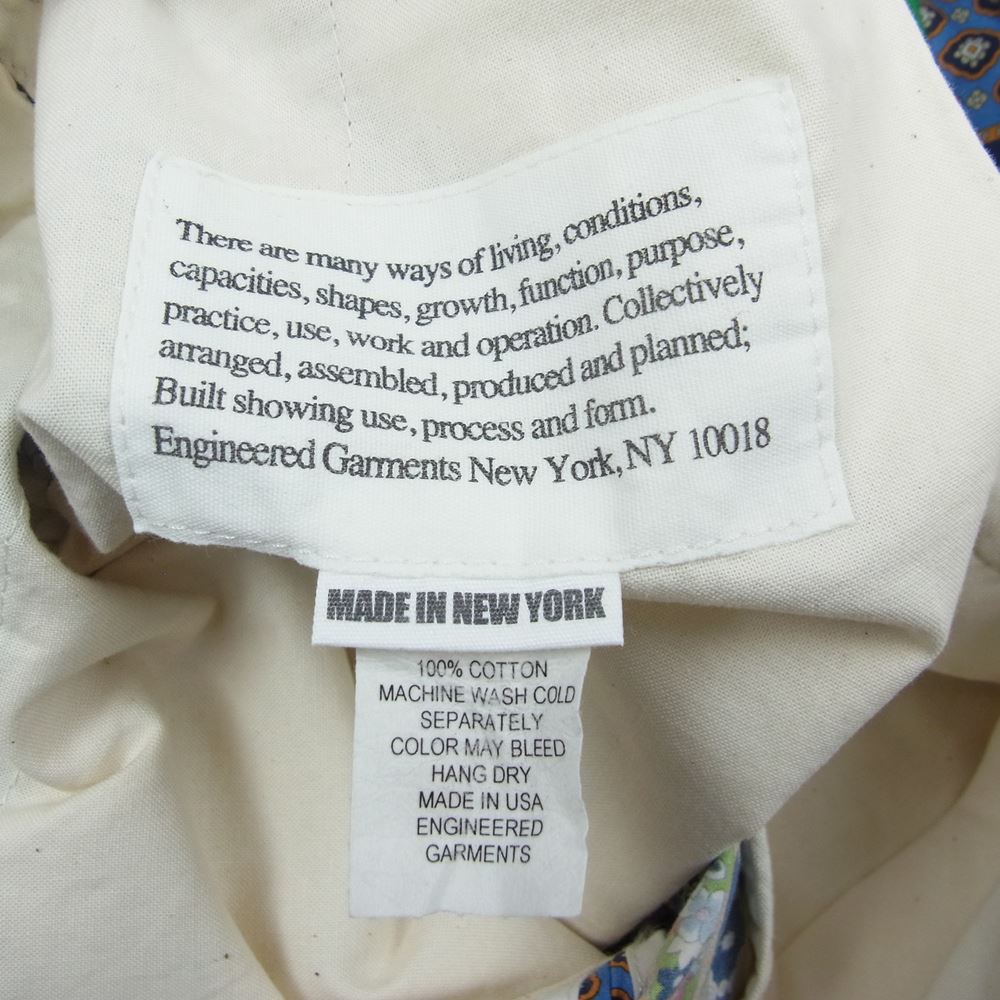 There are many ways of living, conditions,
capacities, shapes, growth, function, purpose,
practice, use, work and operation. Collectively
arranged, assembled, produced and planned;
Built showing use, process and form.
Engineered Garments New York, NY 10018
MADE IN NEW YORK
100% COTTON
MACHINE WASH COLD
SEPARATELY
COLOR MAY BLEED
HANG DRY
MADE IN USA
ENGINEERED
GARMENTS